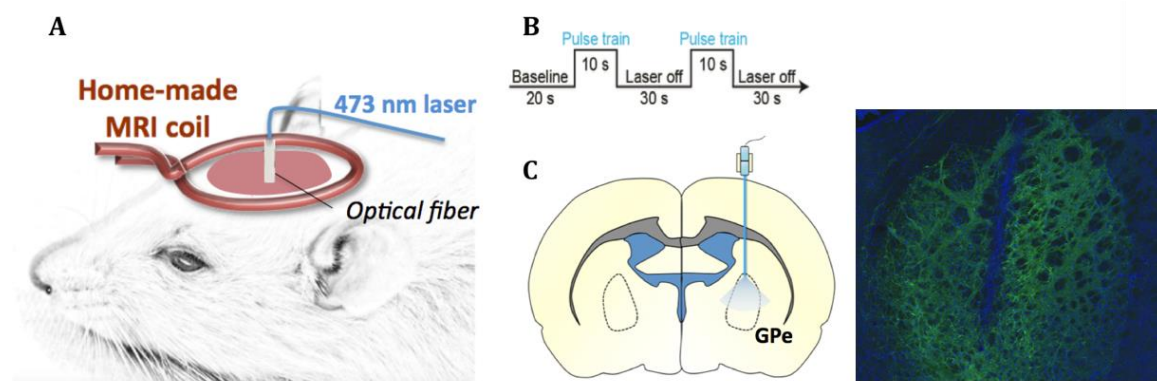 A
Home-made
MRI coil
473 nm laser
Optical fiber
B
Pulse train
Pulse train
10 s
10 s
Baseline
Laser off
Laser off
20 s
30 s
30 s
C
GPe